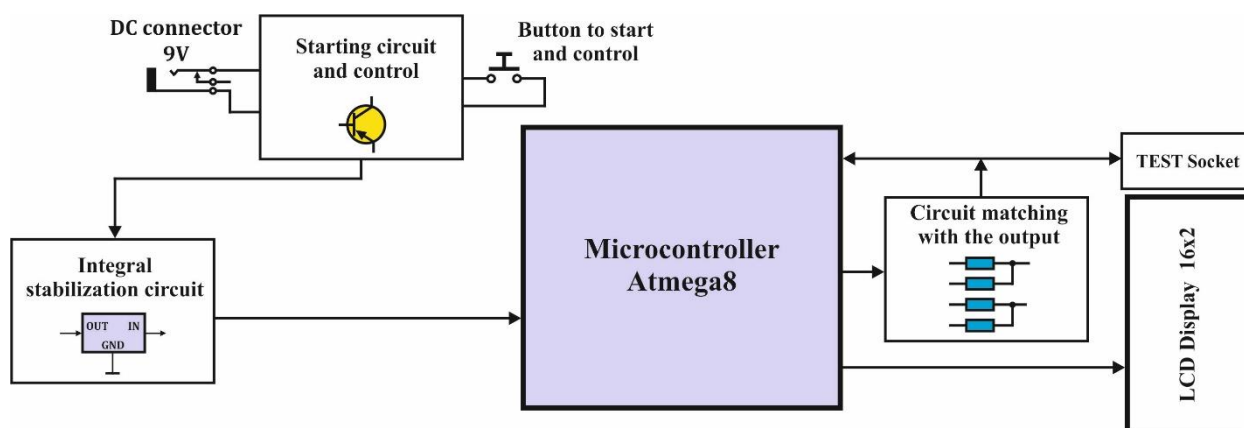 DC connector
9V
Starting circuit
and control
Button to start
and control
Integral
stabilization circuit
OUT IN
GND
Microcontroller
Atmega8
Circuit matching
with the output
TEST Socket
LCD Display 16x2